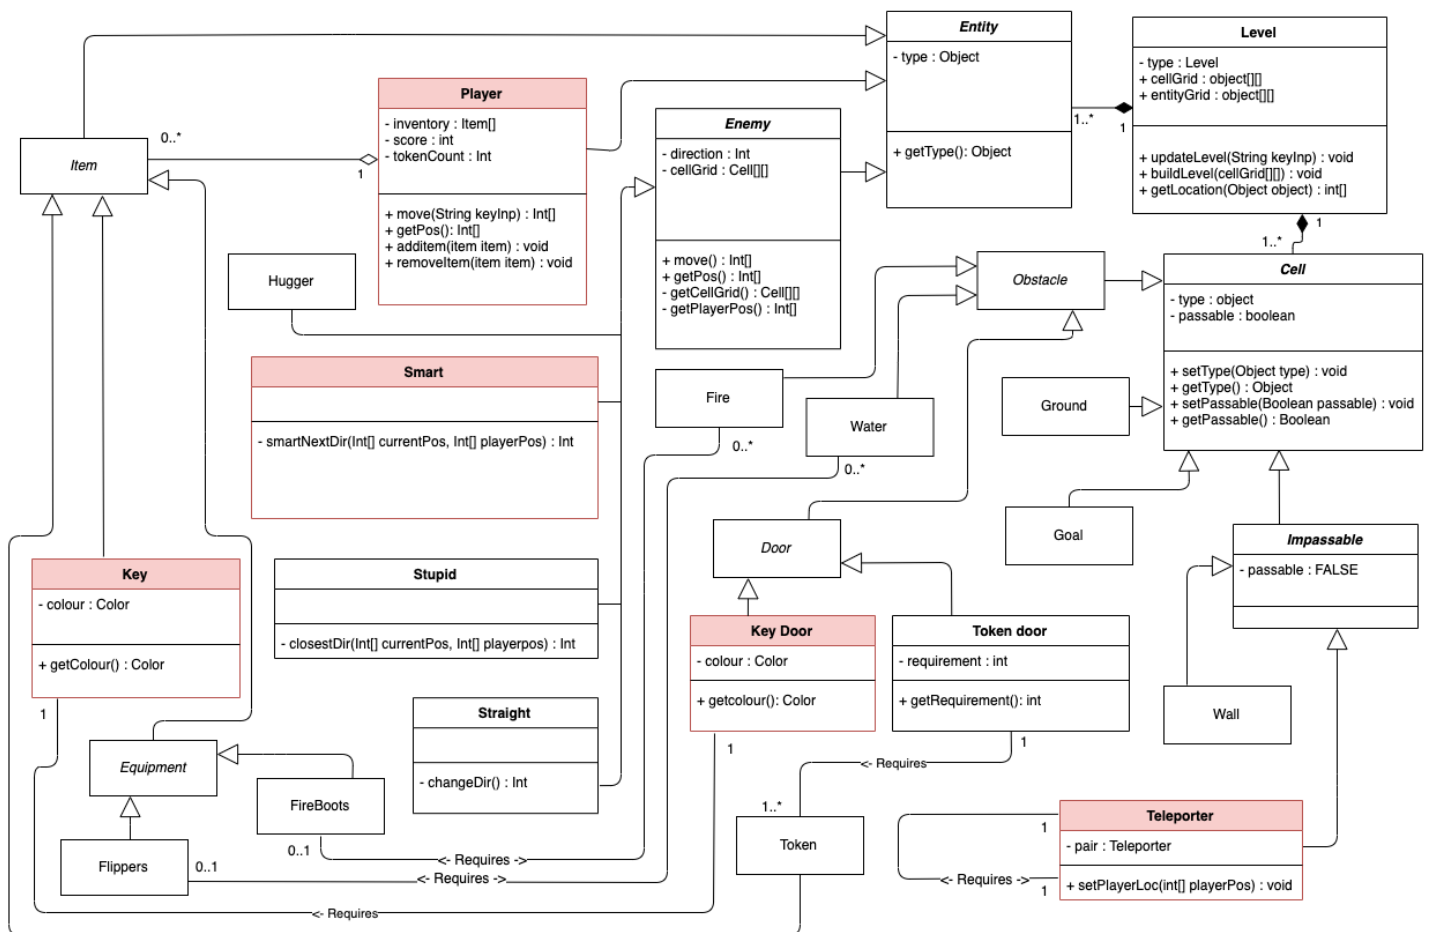 Entity
- type : Object
+ getType(): Object
Level
- type : Level
+ cellGrid : object[][]
+ entityGrid : object[][]
+ updateLevel(String keyInp) : void
+ buildLevel(cellGrid[][]) : void
+ getLocation(Object object) : int[]
1..*
1
1
1..*
Player
- inventory : Item[]
- score : int
- tokenCount : Int
+ move(String keyInp) : Int[]
+ getPos(): Int[]
+ additem(item item) : void
+ removeItem(item item) : void
0..*
1
Item
Enemy
- direction : Int
- cellGrid : Cell[][]
+ move() : Int[]
+ getPos() : Int[]
- getCellGrid() : Cell[][]
- getPlayerPos() : Int[]
Hugger
Obstacle
Cell
- type : object
- passable : boolean
+ setType(Object type) : void
+ getType() : Object
+ setPassable(Boolean passable) : void
+ getPassable() : Boolean
Smart
- smartNextDir(Int[] currentPos, Int[] playerPos) : Int
Fire
0..*
Water
0..*
Ground
Goal
Door
Impassable
- passable : FALSE
Key
- colour : Color
+ getColour() : Color
1
Stupid
- closestDir(Int[] currentPos, Int[] playerpos) : Int
Key Door
- colour : Color
+ getcolour(): Color
1
Token door
- requirement : int
+ getRequirement(): int
1
Wall
Straight
- changeDir() : Int
Equipment
FireBoots
0..1
Flippers
0..1
<- Requires
1..*
Token
Teleporter
- pair : Teleporter
+ setPlayerLoc(int[] playerPos) : void
1
1
<- Requires ->
<- Requires ->
<- Requires ->
<- Requires